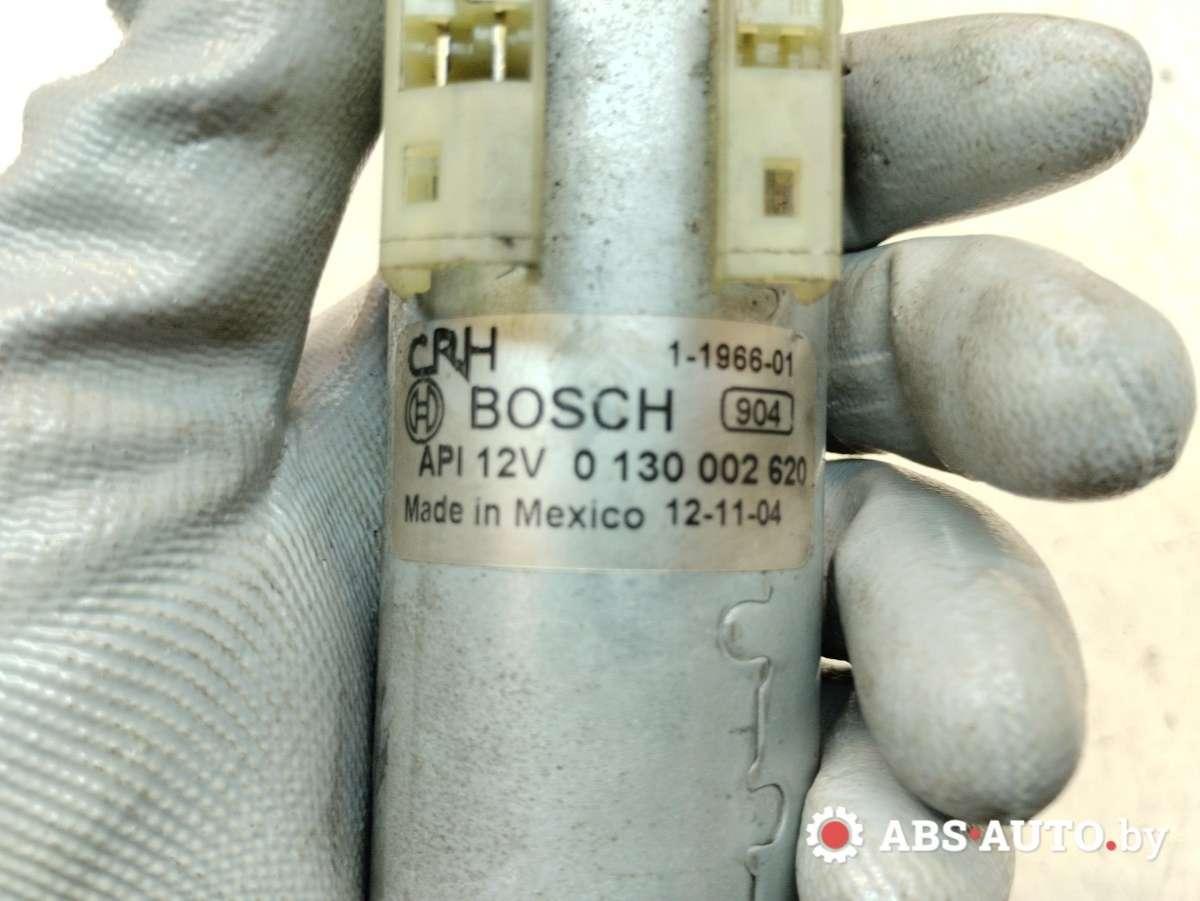 CRH 1-1966-01
BOSCH 904
API 12V 0 130 002 620
Made in Mexico 12-11-04
ABS-AUTO.by